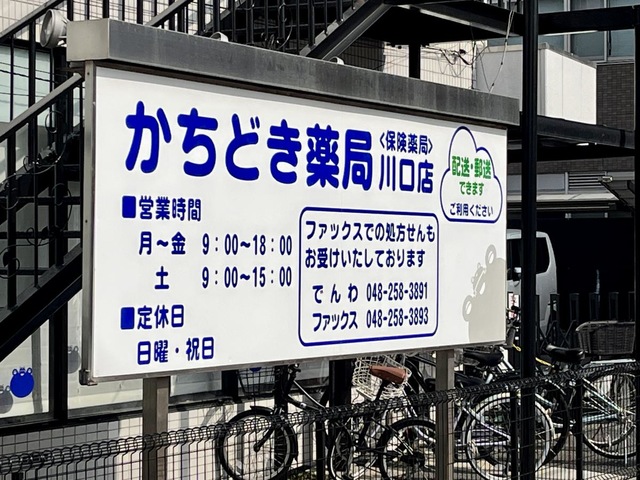 かちどき薬局
〈保険薬局〉
川口店
配送・郵送
できます
ご利用ください
■営業時間
月～金 9:00～18:00
土 9:00～15:00
■定休日
日曜・祝日
ファックスでの処方せんも
お受けいたしております
でんわ 048-258-3891
ファックス 048-258-3893